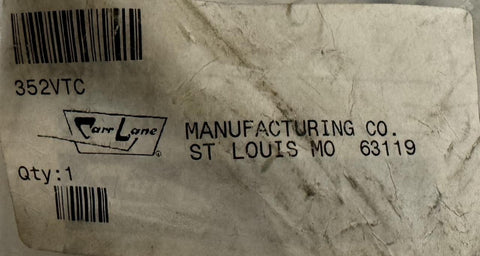 352VTC
Carr Lane ®
MANUFACTURING CO.
ST LOUIS MO 63119
Qty:1